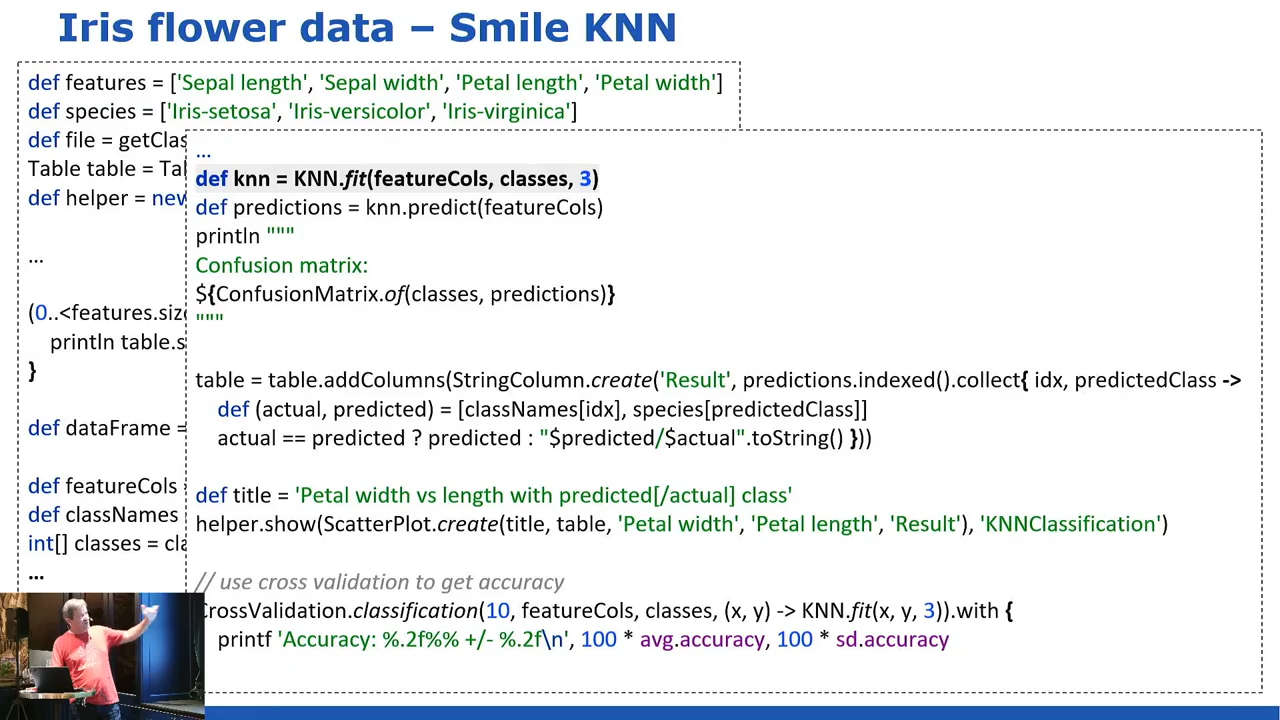 Iris flower data – Smile KNN
def features = ['Sepal length', 'Sepal width', 'Petal length', 'Petal width']
def species = ['Iris-setosa', 'Iris-versicolor', 'Iris-virginica']
def file = getClas
Table table = Tal
def helper = new
...
(0..<features.size
println table.s
}
def dataFrame =
def featureCols
def classNames
int[] classes = cla
...
...
def knn = KNN.fit(featureCols, classes, 3)
def predictions = knn.predict(featureCols)
println """
Confusion matrix:
${ConfusionMatrix.of(classes, predictions)}
"""
table = table.addColumns(StringColumn.create('Result', predictions.indexed().collect{ idx, predictedClass ->
def (actual, predicted) = [classNames[idx], species[predictedClass]]
actual == predicted ? predicted : "$predicted/$actual".toString() }))
def title = 'Petal width vs length with predicted[/actual] class'
helper.show(ScatterPlot.create(title, table, 'Petal width', 'Petal length', 'Result'), 'KNNClassification')
// use cross validation to get accuracy
CrossValidation.classification(10, featureCols, classes, (x, y) -> KNN.fit(x, y, 3)).with {
printf 'Accuracy: %.2f%% +/- %.2f\n', 100 * avg.accuracy, 100 * sd.accuracy